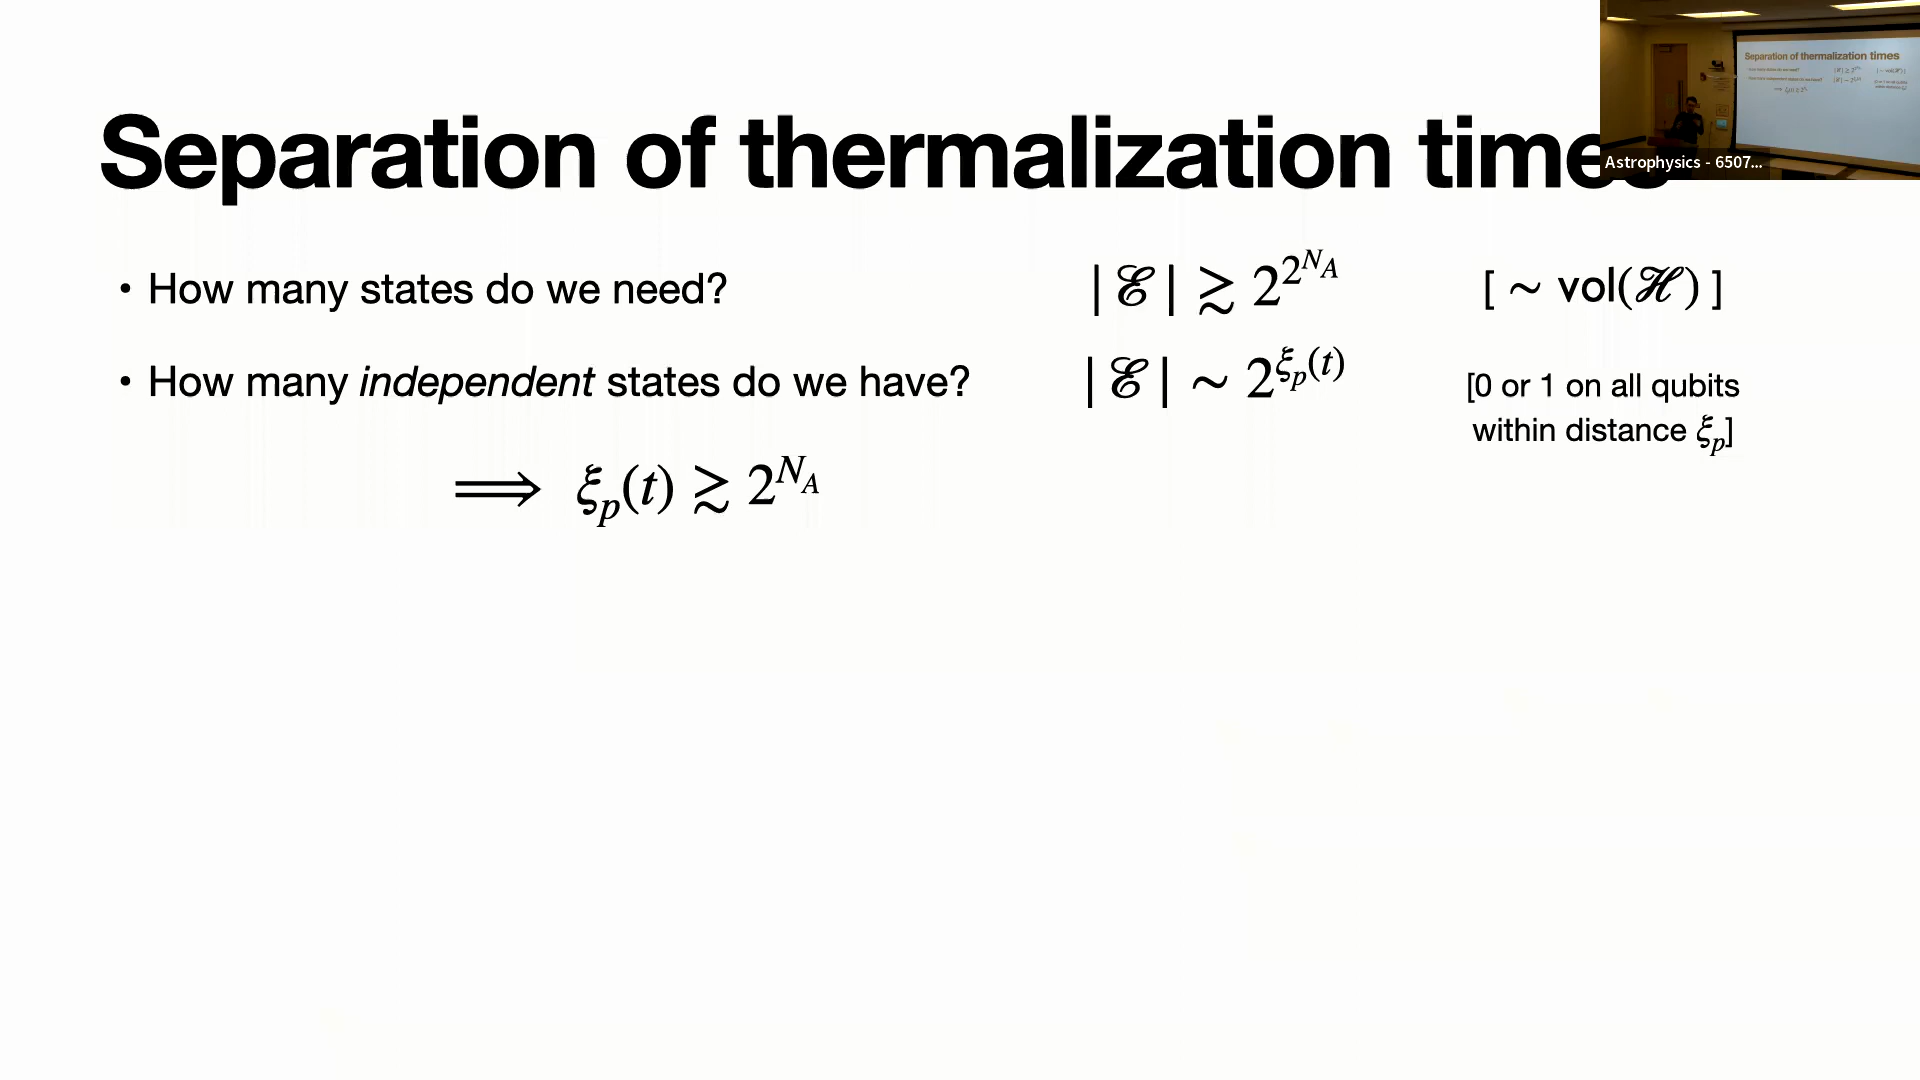 Separation of thermalization times
• How many states do we need? |ℰ| ≳ 2^{2^{N_A}} [ ∼ vol(ℋ) ]
• How many independent states do we have? |ℰ| ∼ 2^{ξ_p(t)} [0 or 1 on all qubits
within distance ξ_p]
⟹ ξ_p(t) ≳ 2^{N_A}
Separation of thermalization times
Astrophysics - 6507...